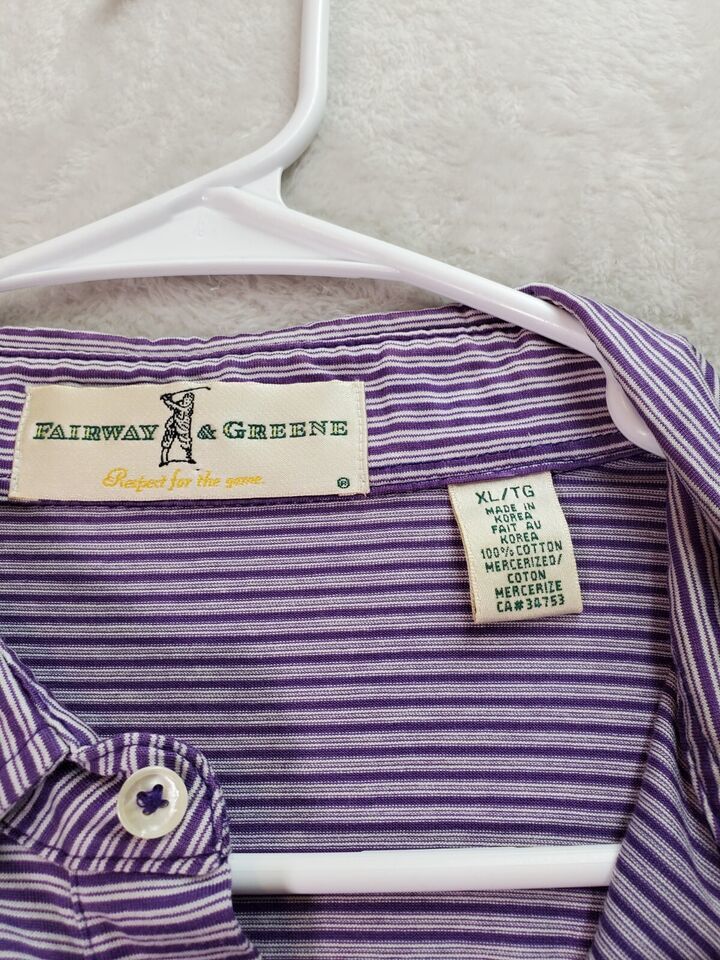 FAIRWAY & GREENE
Respect for the game.
®
XL/TG
MADE IN
KOREA
FAIT AU
KOREA
100% COTTON
MERCERIZED/
COTON
MERCERIZE
CA#34753